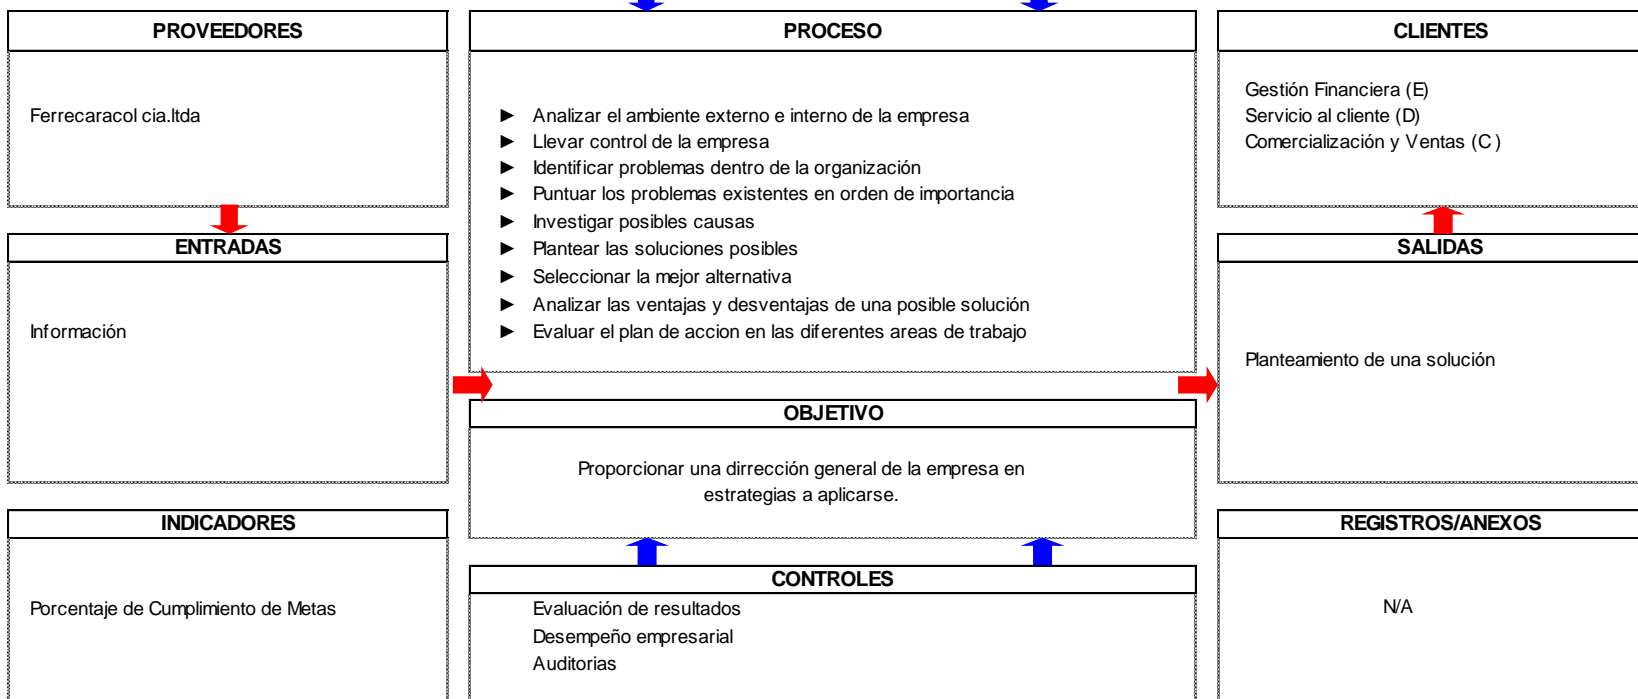 PROVEEDORES
Ferrecaracol cia.ltda
ENTRADAS
Información
INDICADORES
Porcentaje de Cumplimiento de Metas
PROCESO
► Analizar el ambiente externo e interno de la empresa
► Llevar control de la empresa
► Identificar problemas dentro de la organización
► Puntuar los problemas existentes en orden de importancia
► Investigar posibles causas
► Plantear las soluciones posibles
► Seleccionar la mejor alternativa
► Analizar las ventajas y desventajas de una posible solución
► Evaluar el plan de accion en las diferentes areas de trabajo
OBJETIVO
Proporcionar una dirrección general de la empresa en
estrategias a aplicarse.
CONTROLES
Evaluación de resultados
Desempeño empresarial
Auditorias
CLIENTES
Gestión Financiera (E)
Servicio al cliente (D)
Comercialización y Ventas (C )
SALIDAS
Planteamiento de una solución
REGISTROS/ANEXOS
N/A